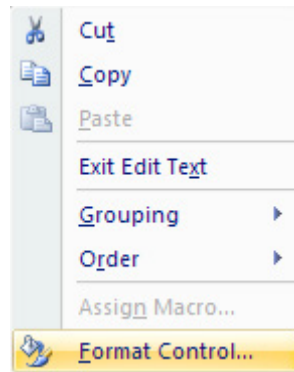 Cut
Copy
Paste
Exit Edit Text
Grouping
Order
Assign Macro...
Format Control...